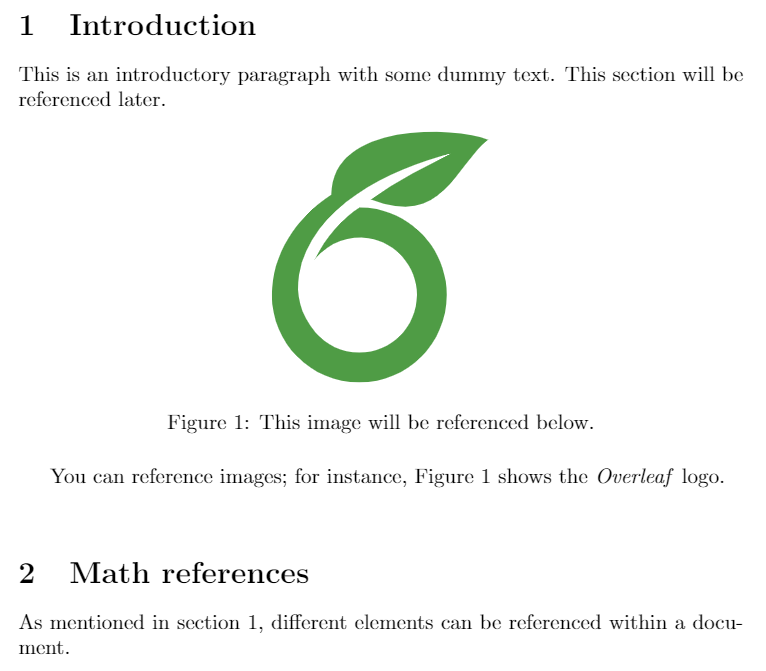 1 Introduction
This is an introductory paragraph with some dummy text. This section will be
referenced later.
Figure 1: This image will be referenced below.
You can reference images; for instance, Figure 1 shows the Overleaf logo.
2 Math references
As mentioned in section 1, different elements can be referenced within a docu-
ment.